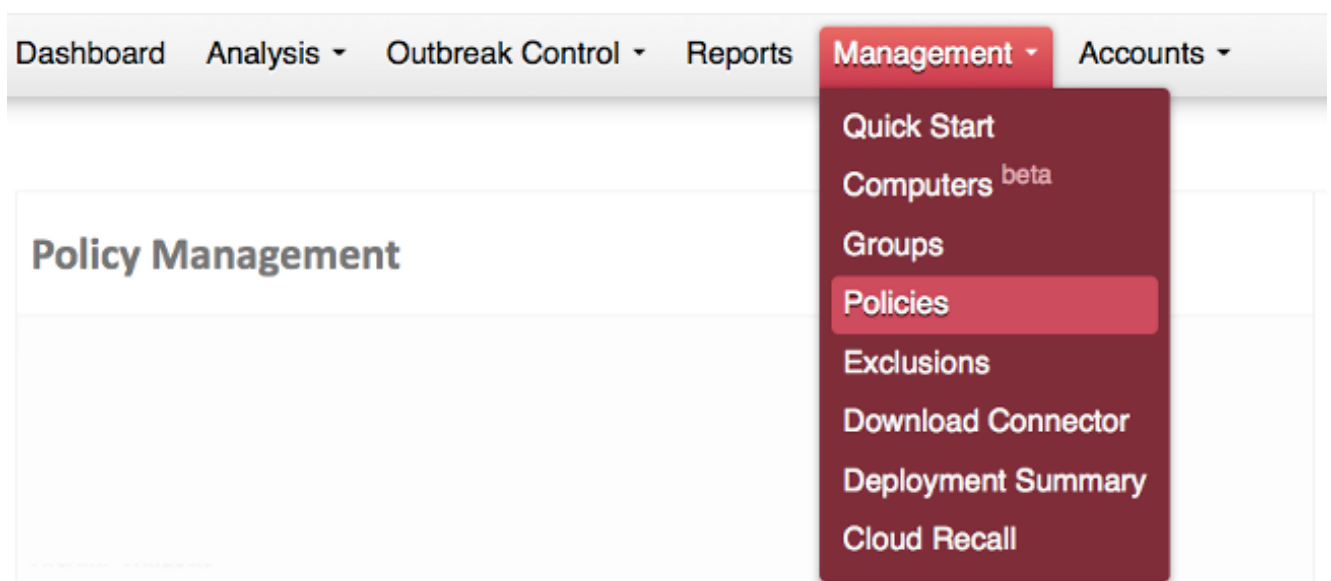 Dashboard Analysis Outbreak Control Reports Management Accounts
Quick Start
Computers beta
Groups
Policies
Exclusions
Download Connector
Deployment Summary
Cloud Recall
Policy Management